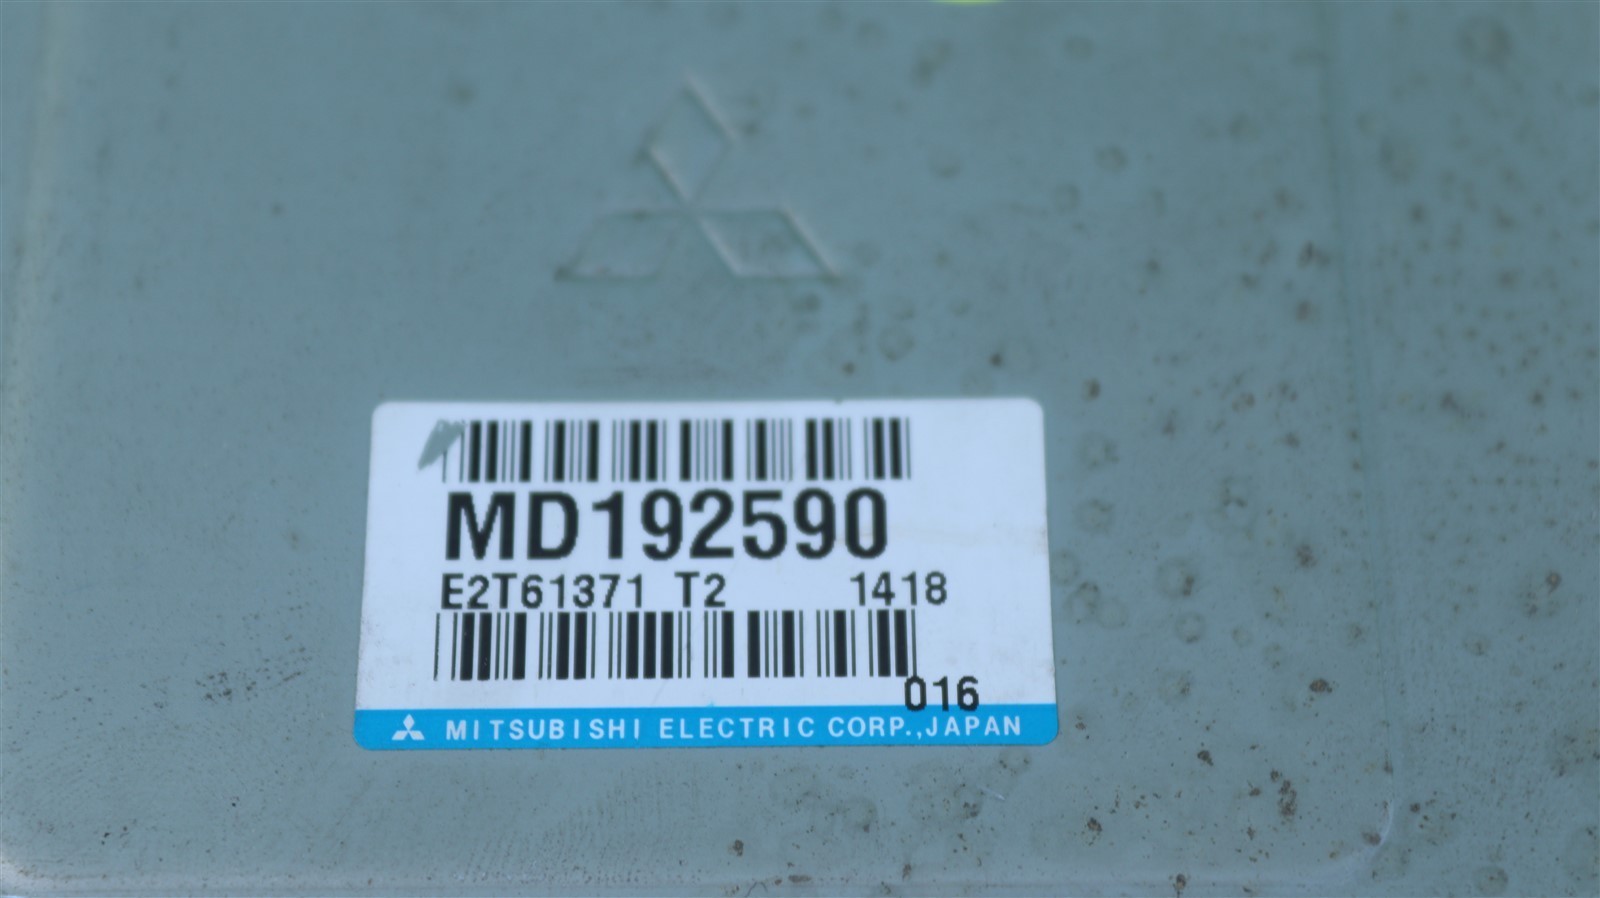 MD192590
E2T61371 T2 1418
016
MITSUBISHI ELECTRIC CORP.,JAPAN